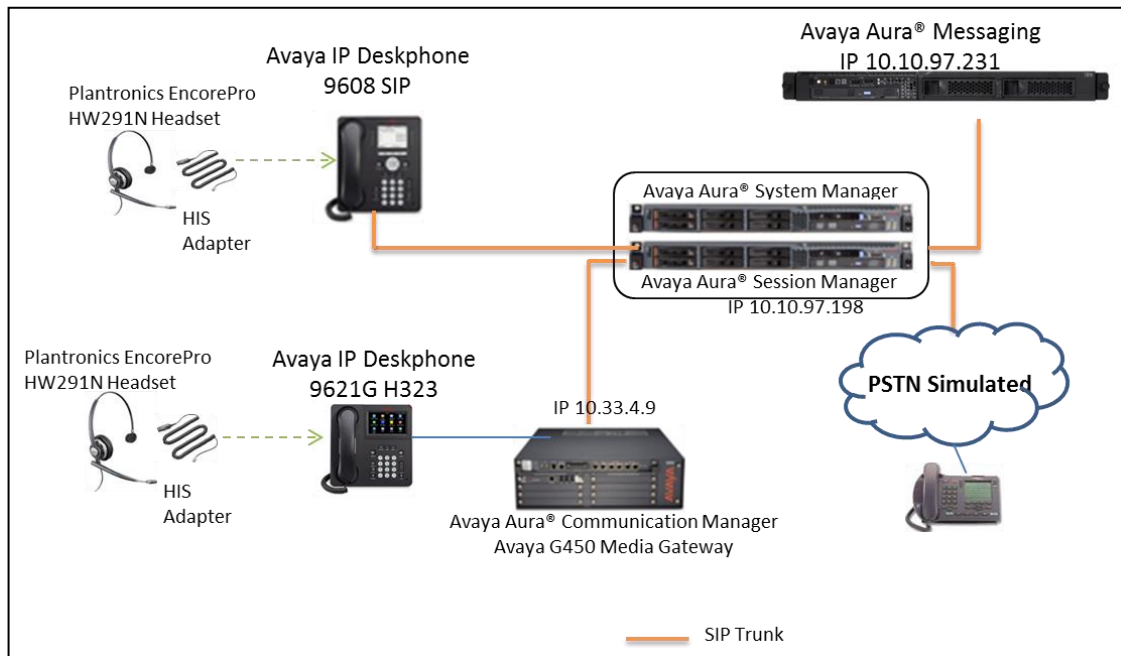 Avaya Aura® Messaging
IP 10.10.97.231
Avaya IP Deskphone
9608 SIP
Plantronics EncorePro
HW291N Headset
HIS
Adapter
Avaya Aura® System Manager
Avaya Aura® Session Manager
IP 10.10.97.198
Plantronics EncorePro
HW291N Headset
HIS
Adapter
Avaya IP Deskphone
9621G H323
IP 10.33.4.9
AVAYA
Avaya Aura® Communication Manager
Avaya G450 Media Gateway
PSTN Simulated
SIP Trunk